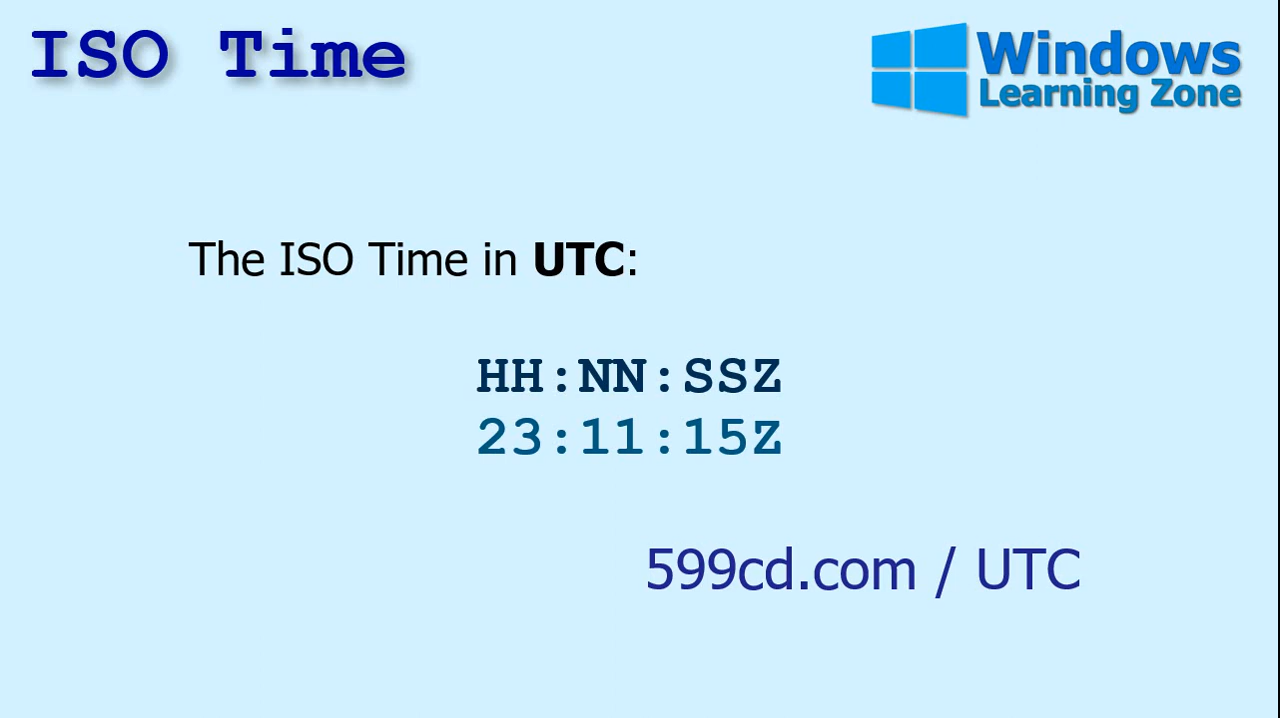 ISO Time
Windows
Learning Zone
The ISO Time in UTC:
HH:NN:SSZ
23:11:15Z
599cd.com / UTC